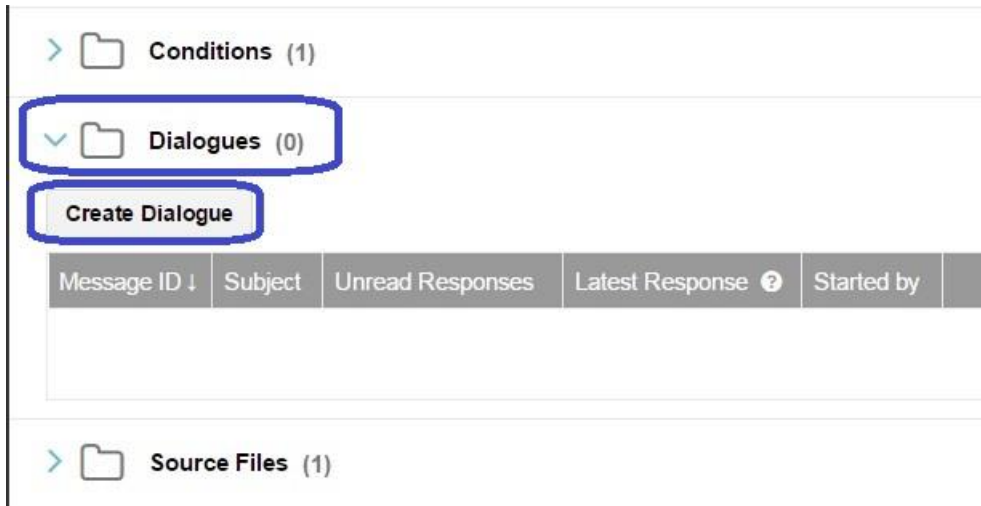 Conditions (1)
Dialogues (0)
Create Dialogue
Message ID ↓ Subject Unread Responses Latest Response ? Started by
Source Files (1)